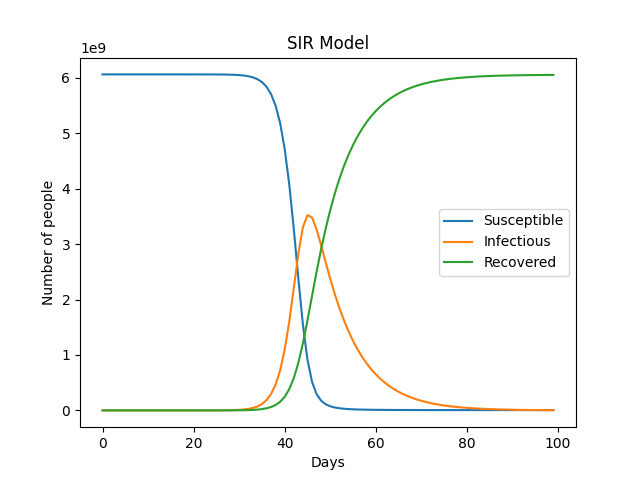 SIR Model
1e9
6
5
4
3
2
1
0
Number of people
Susceptible
Infectious
Recovered
0 20 40 60 80 100
Days